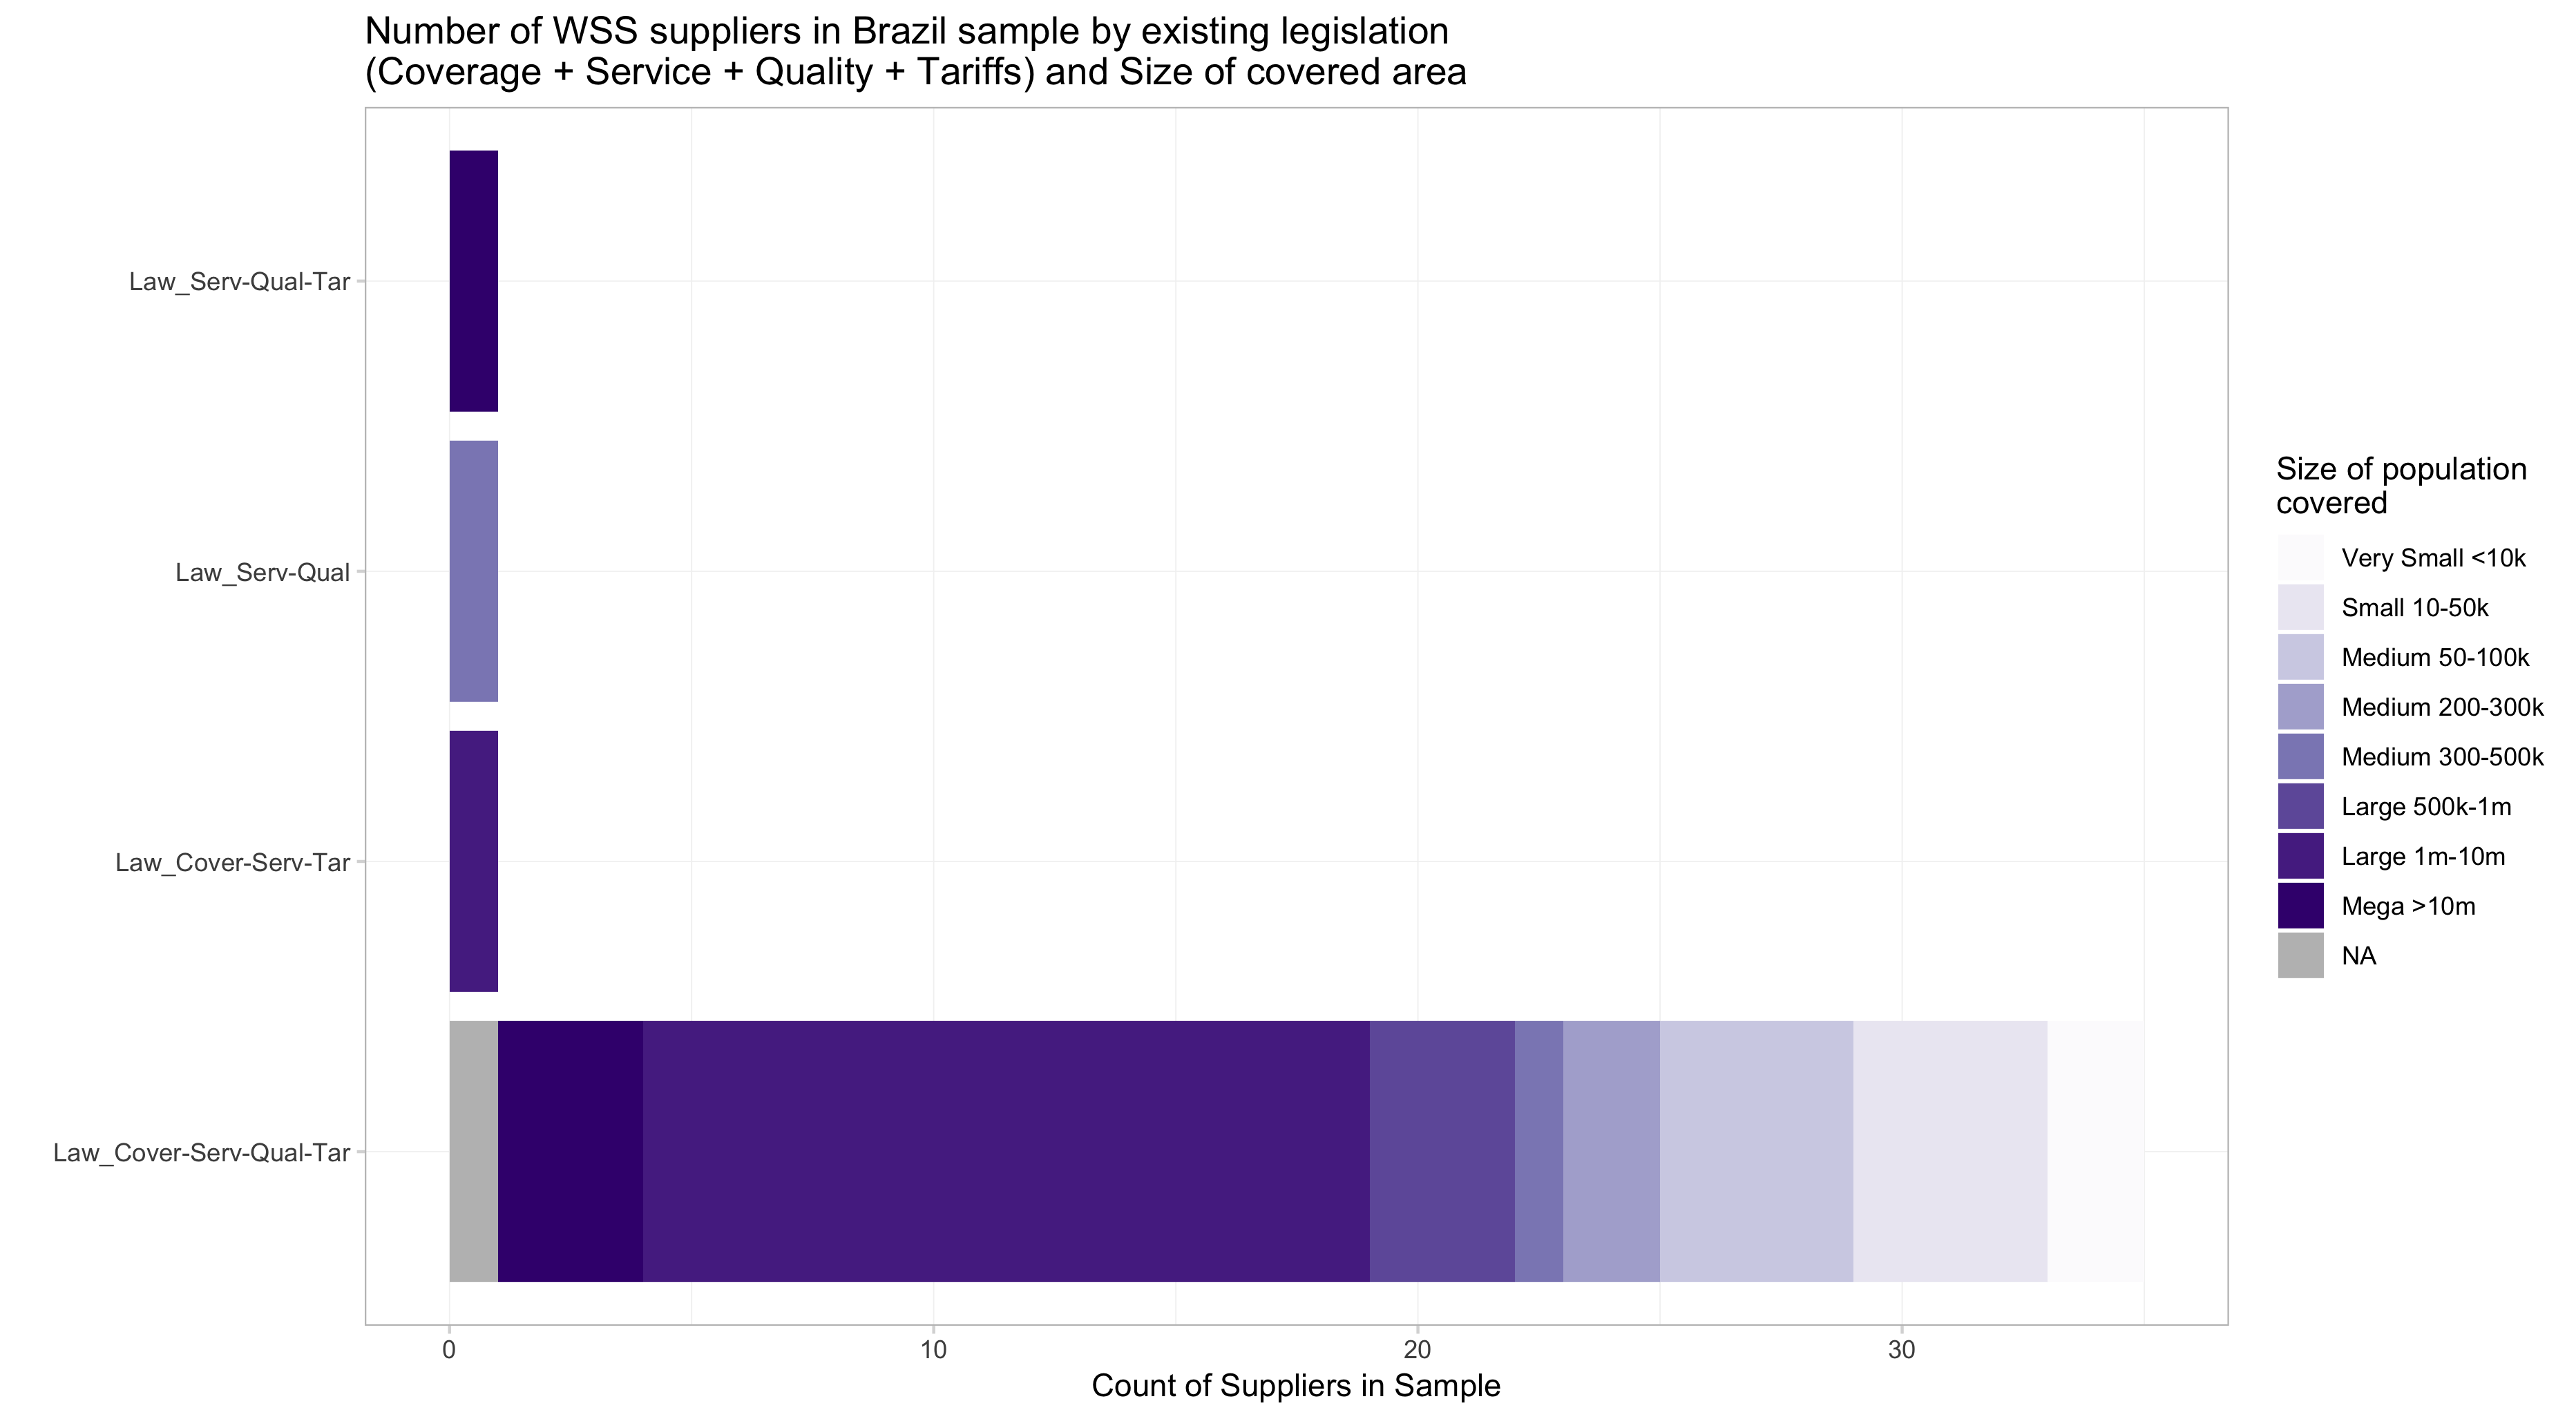 Number of WSS suppliers in Brazil sample by existing legislation
(Coverage + Service + Quality + Tariffs) and Size of covered area
Law_Serv-Qual-Tar
Law_Serv-Qual
Law_Cover-Serv-Tar
Law_Cover-Serv-Qual-Tar
0
10
20
30
Count of Suppliers in Sample
Size of population
covered
Very Small <10k
Small 10-50k
Medium 50-100k
Medium 200-300k
Medium 300-500k
Large 500k-1m
Large 1m-10m
Mega >10m
NA